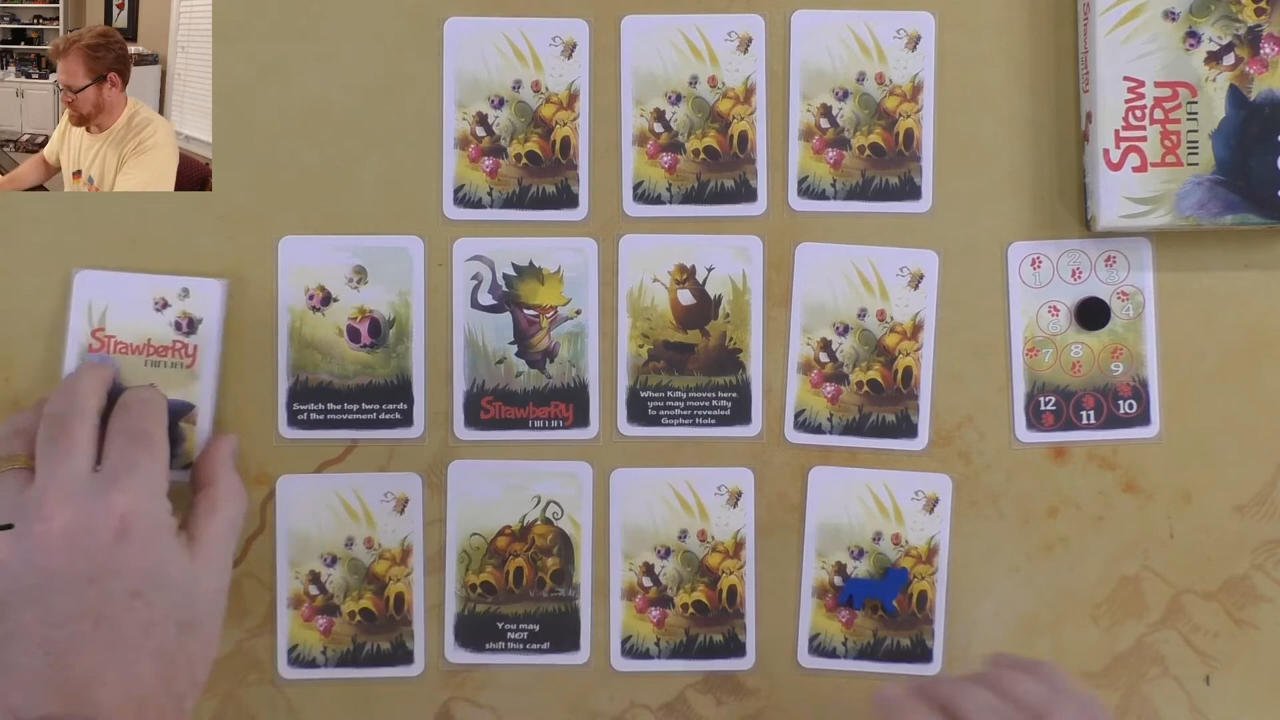 Straw
berRy
NINJA
Strawberry
StrawbeRRy
NINJA
Switch the top two cards
of the movement deck.
StrawbeRRy
NINJA
When Kitty moves here,
you may move Kitty
to another revealed
Gopher Hole
1 2 3
6 4
7 8 9
12 11 10
You may
NOT
shift this card!